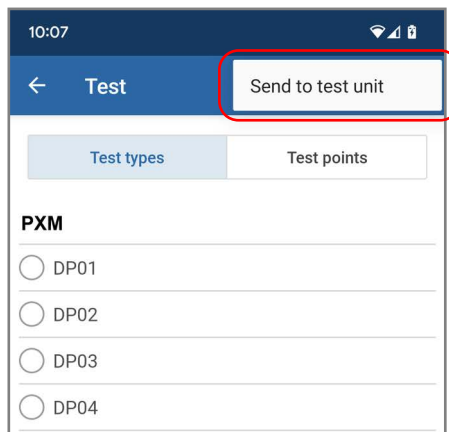 10:07
Test
Send to test unit
Test types
Test points
PXM
DP01
DP02
DP03
DP04